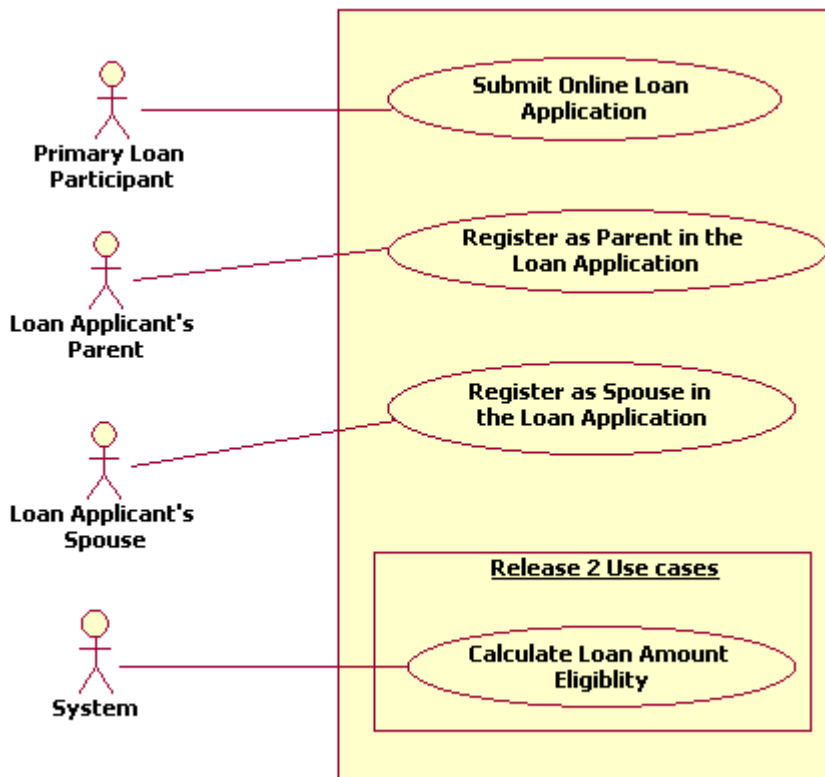 Submit Online Loan
Application
Primary Loan
Participant
Register as Parent in the
Loan Application
Loan Applicant's
Parent
Register as Spouse in
the Loan Application
Loan Applicant's
Spouse
Release 2 Use cases
Calculate Loan Amount
Eligiblity
System